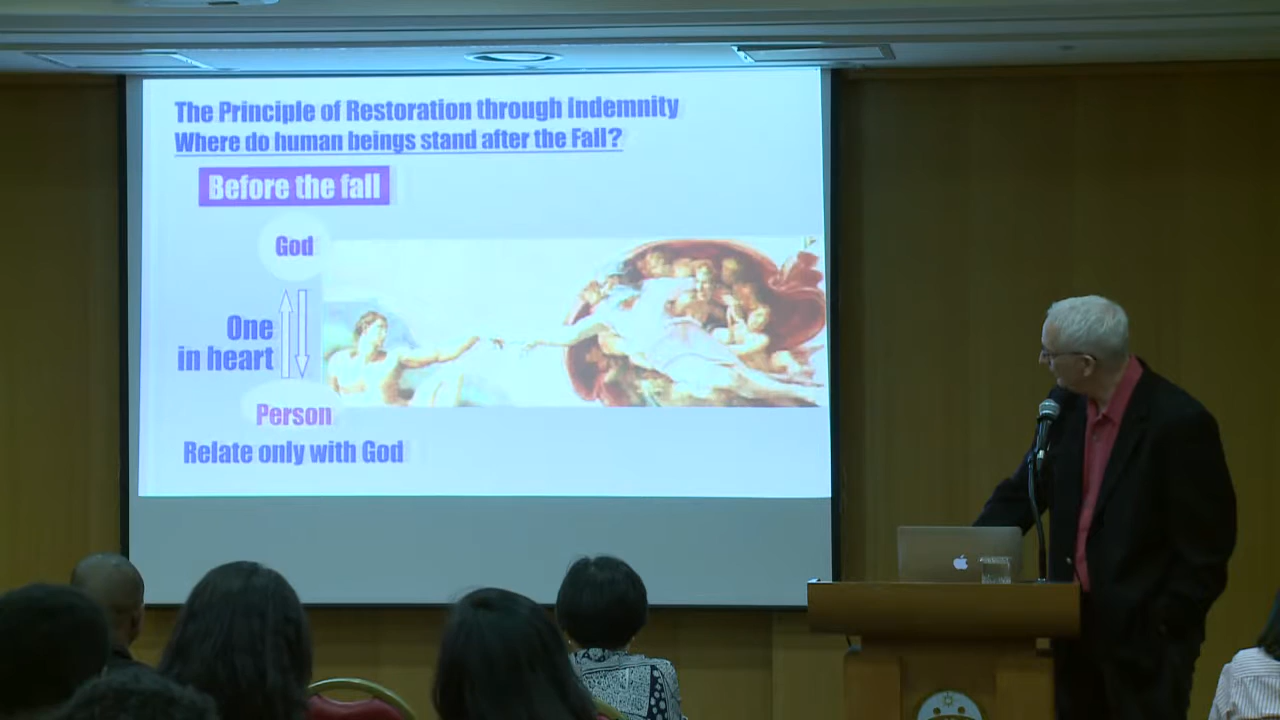 The Principle of Restoration through Indemnity
Where do human beings stand after the Fall?
Before the fall
God
One
in heart
Person
Relate only with God